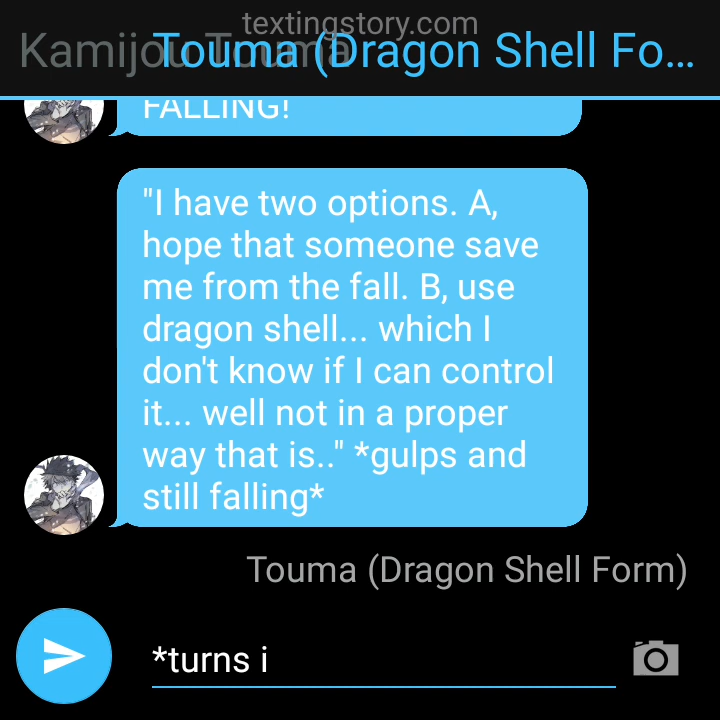 textingstory.com
Kamijou Touma
Touma (Dragon Shell Fo...
FALLING!
"I have two options. A,
hope that someone save
me from the fall. B, use
dragon shell... which I
don't know if I can control
it... well not in a proper
way that is.." *gulps and
still falling*
Touma (Dragon Shell Form)
*turns i